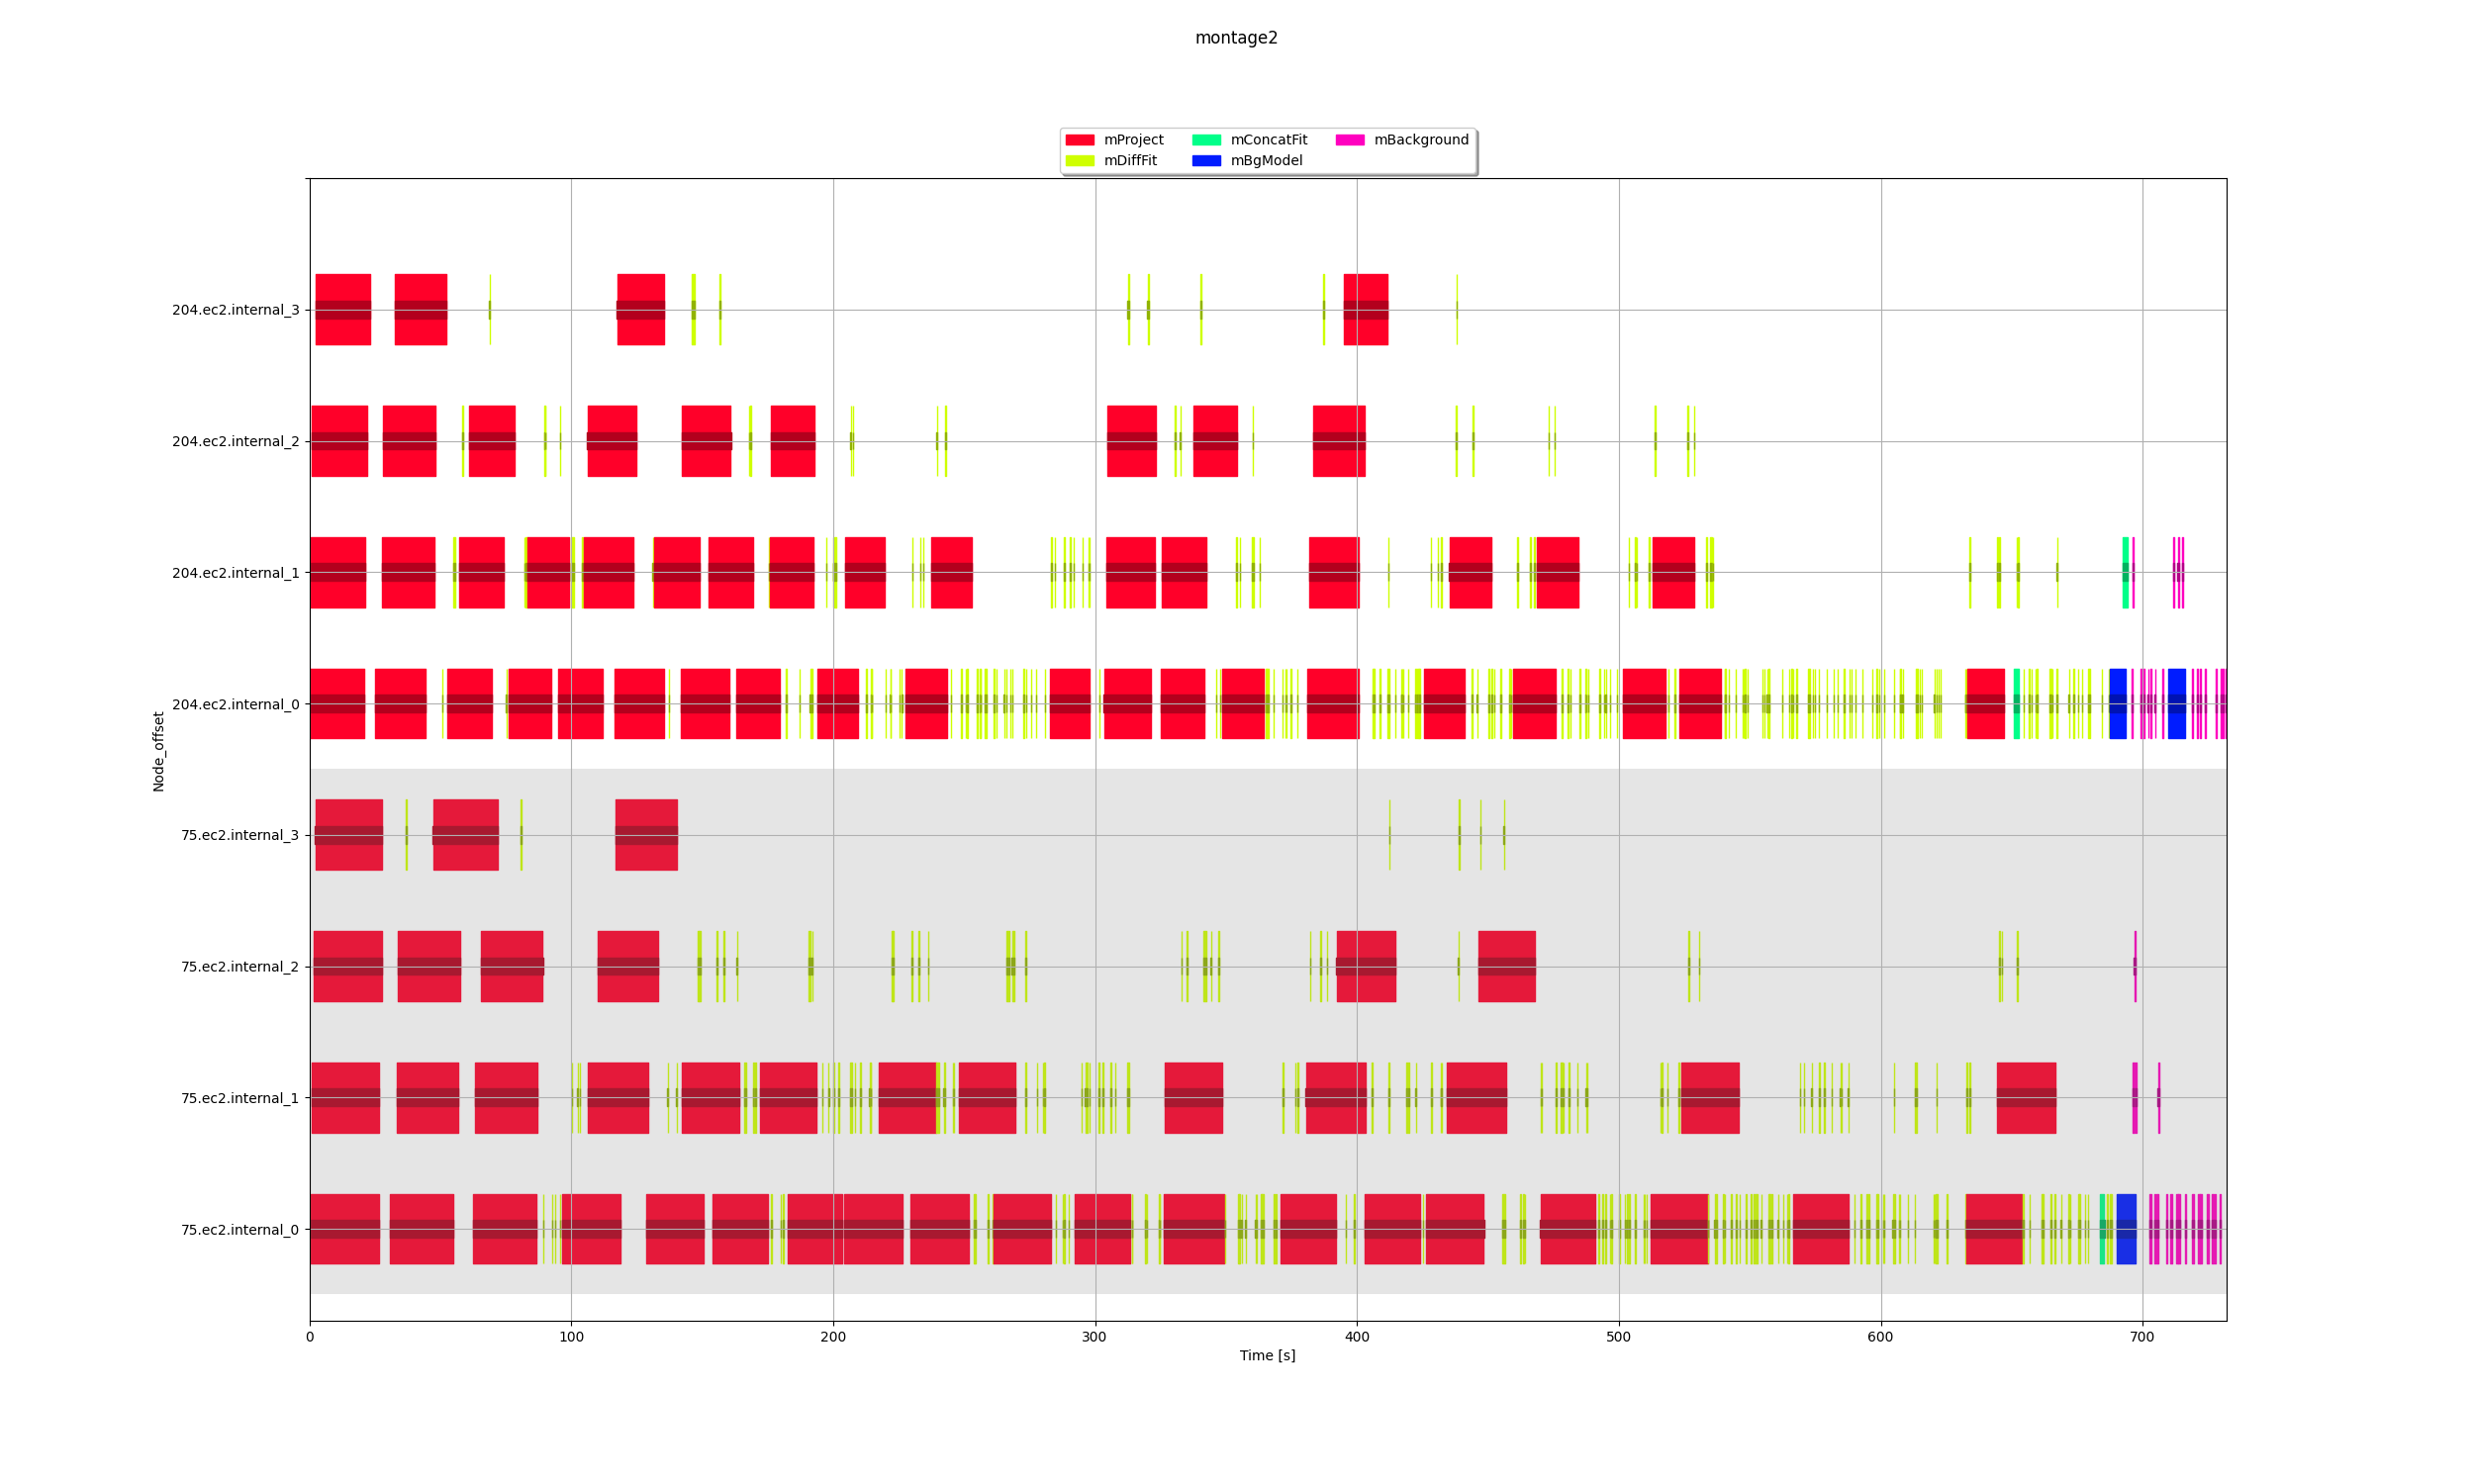 montage2
mProject mConcatFit mBackground
mDiffFit mBgModel
204.ec2.internal_3
204.ec2.internal_2
204.ec2.internal_1
204.ec2.internal_0
Node_offset
75.ec2.internal_3
75.ec2.internal_2
75.ec2.internal_1
75.ec2.internal_0
0 100 200 300 400 500 600 700
Time [s]